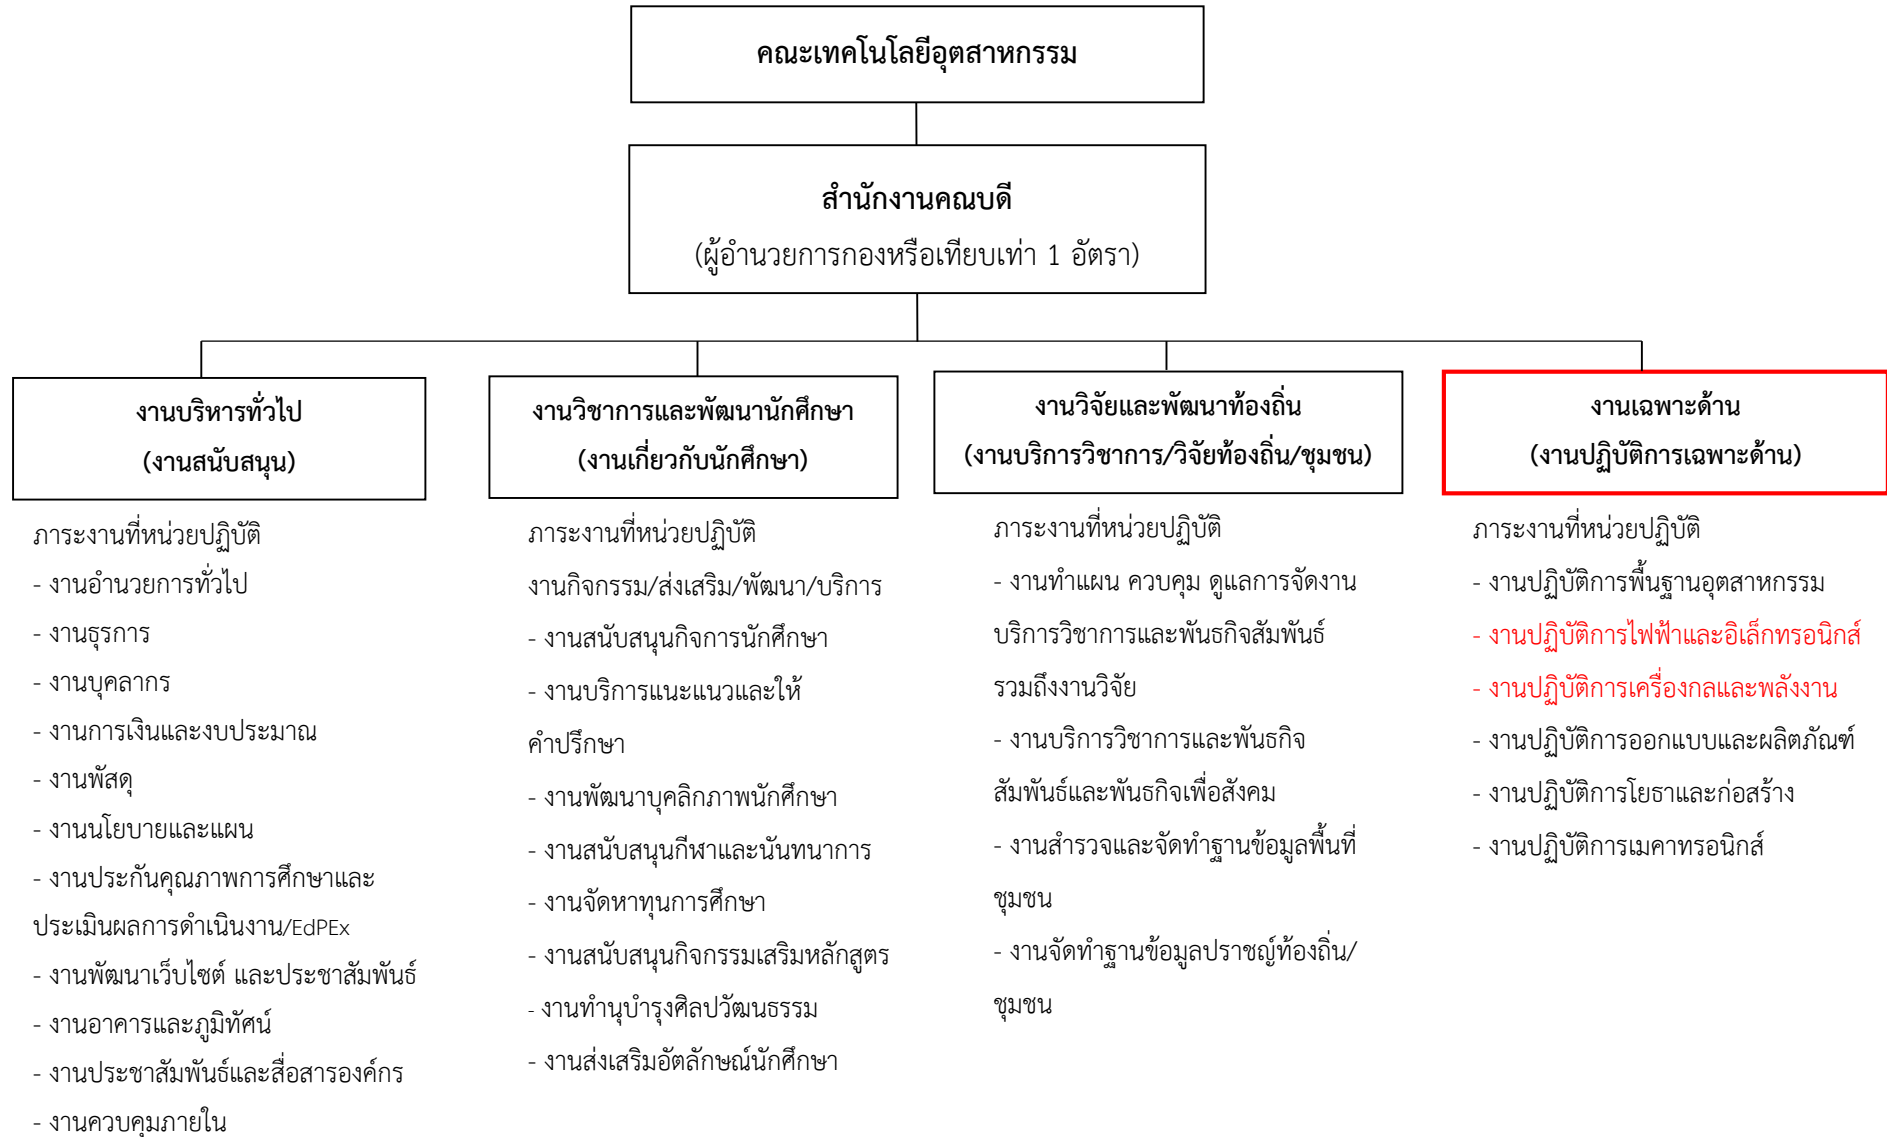 คณะเทคโนโลยีอุตสาหกรรม
สำนักงานคณบดี
(ผู้อำนวยการกองหรือเทียบเท่า 1 อัตรา)
งานบริหารทั่วไป
(งานสนับสนุน)
ภาระงานที่หน่วยปฏิบัติ
- งานอำนวยการทั่วไป
- งานธุรการ
- งานบุคลากร
- งานการเงินและงบประมาณ
- งานพัสดุ
- งานนโยบายและแผน
- งานประกันคุณภาพการศึกษาและ
ประเมินผลการดำเนินงาน/EdPEx
- งานพัฒนาเว็บไซต์ และประชาสัมพันธ์
- งานอาคารและภูมิทัศน์
- งานประชาสัมพันธ์และสื่อสารองค์กร
- งานควบคุมภายใน
งานวิชาการและพัฒนานักศึกษา
(งานเกี่ยวกับนักศึกษา)
ภาระงานที่หน่วยปฏิบัติ
งานกิจกรรม/ส่งเสริม/พัฒนา/บริการ
- งานสนับสนุนกิจการนักศึกษา
- งานบริการแนะแนวและให้
คำปรึกษา
- งานพัฒนาบุคลิกภาพนักศึกษา
- งานสนับสนุนกีฬาและนันทนาการ
- งานจัดหาทุนการศึกษา
- งานสนับสนุนกิจกรรมเสริมหลักสูตร
- งานทำนุบำรุงศิลปวัฒนธรรม
- งานส่งเสริมอัตลักษณ์นักศึกษา
งานวิจัยและพัฒนาท้องถิ่น
(งานบริการวิชาการ/วิจัยท้องถิ่น/ชุมชน)
ภาระงานที่หน่วยปฏิบัติ
- งานทำแผน ควบคุม ดูแลการจัดงาน
บริการวิชาการและพันธกิจสัมพันธ์
รวมถึงงานวิจัย
- งานบริการวิชาการและพันธกิจ
สัมพันธ์และพันธกิจเพื่อสังคม
- งานสำรวจและจัดทำฐานข้อมูลพื้นที่
ชุมชน
- งานจัดทำฐานข้อมูลปราชญ์ท้องถิ่น/
ชุมชน
งานเฉพาะด้าน
(งานปฏิบัติการเฉพาะด้าน)
ภาระงานที่หน่วยปฏิบัติ
- งานปฏิบัติการพื้นฐานอุตสาหกรรม
- งานปฏิบัติการไฟฟ้าและอิเล็กทรอนิกส์
- งานปฏิบัติการเครื่องกลและพลังงาน
- งานปฏิบัติการออกแบบและผลิตภัณฑ์
- งานปฏิบัติการโยธาและก่อสร้าง
- งานปฏิบัติการเมคาทรอนิกส์